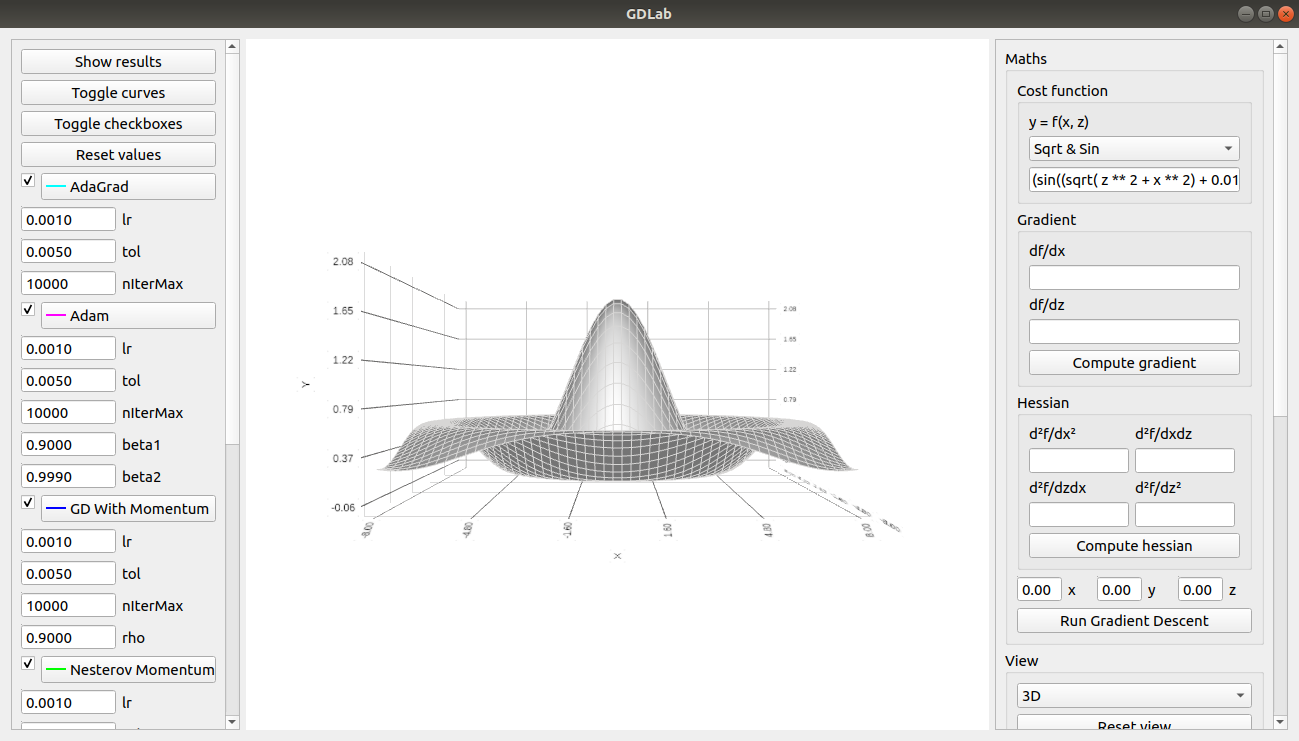 GDLab
Show results
Toggle curves
Toggle checkboxes
Reset values
AdaGrad
0.0010 lr
0.0050 tol
10000 nIterMax
Adam
0.0010 lr
0.0050 tol
10000 nIterMax
0.9000 beta1
0.9990 beta2
GD With Momentum
0.0010 lr
0.0050 tol
10000 nIterMax
0.9000 rho
Nesterov Momentum
0.0010 lr
2.08
1.65
1.22
0.79
0.37
-0.06
Y
2.08
1.65
1.22
0.79
-4.80
-1.60
1.60
4.80
X
Maths
Cost function
y = f(x, z)
Sqrt & Sin
(sin((sqrt( z ** 2 + x ** 2) + 0.01
Gradient
df/dx
df/dz
Compute gradient
Hessian
d²f/dx² d²f/dxdz
d²f/dzdx d²f/dz²
Compute hessian
0.00 x 0.00 y 0.00 z
Run Gradient Descent
View
3D
Reset view